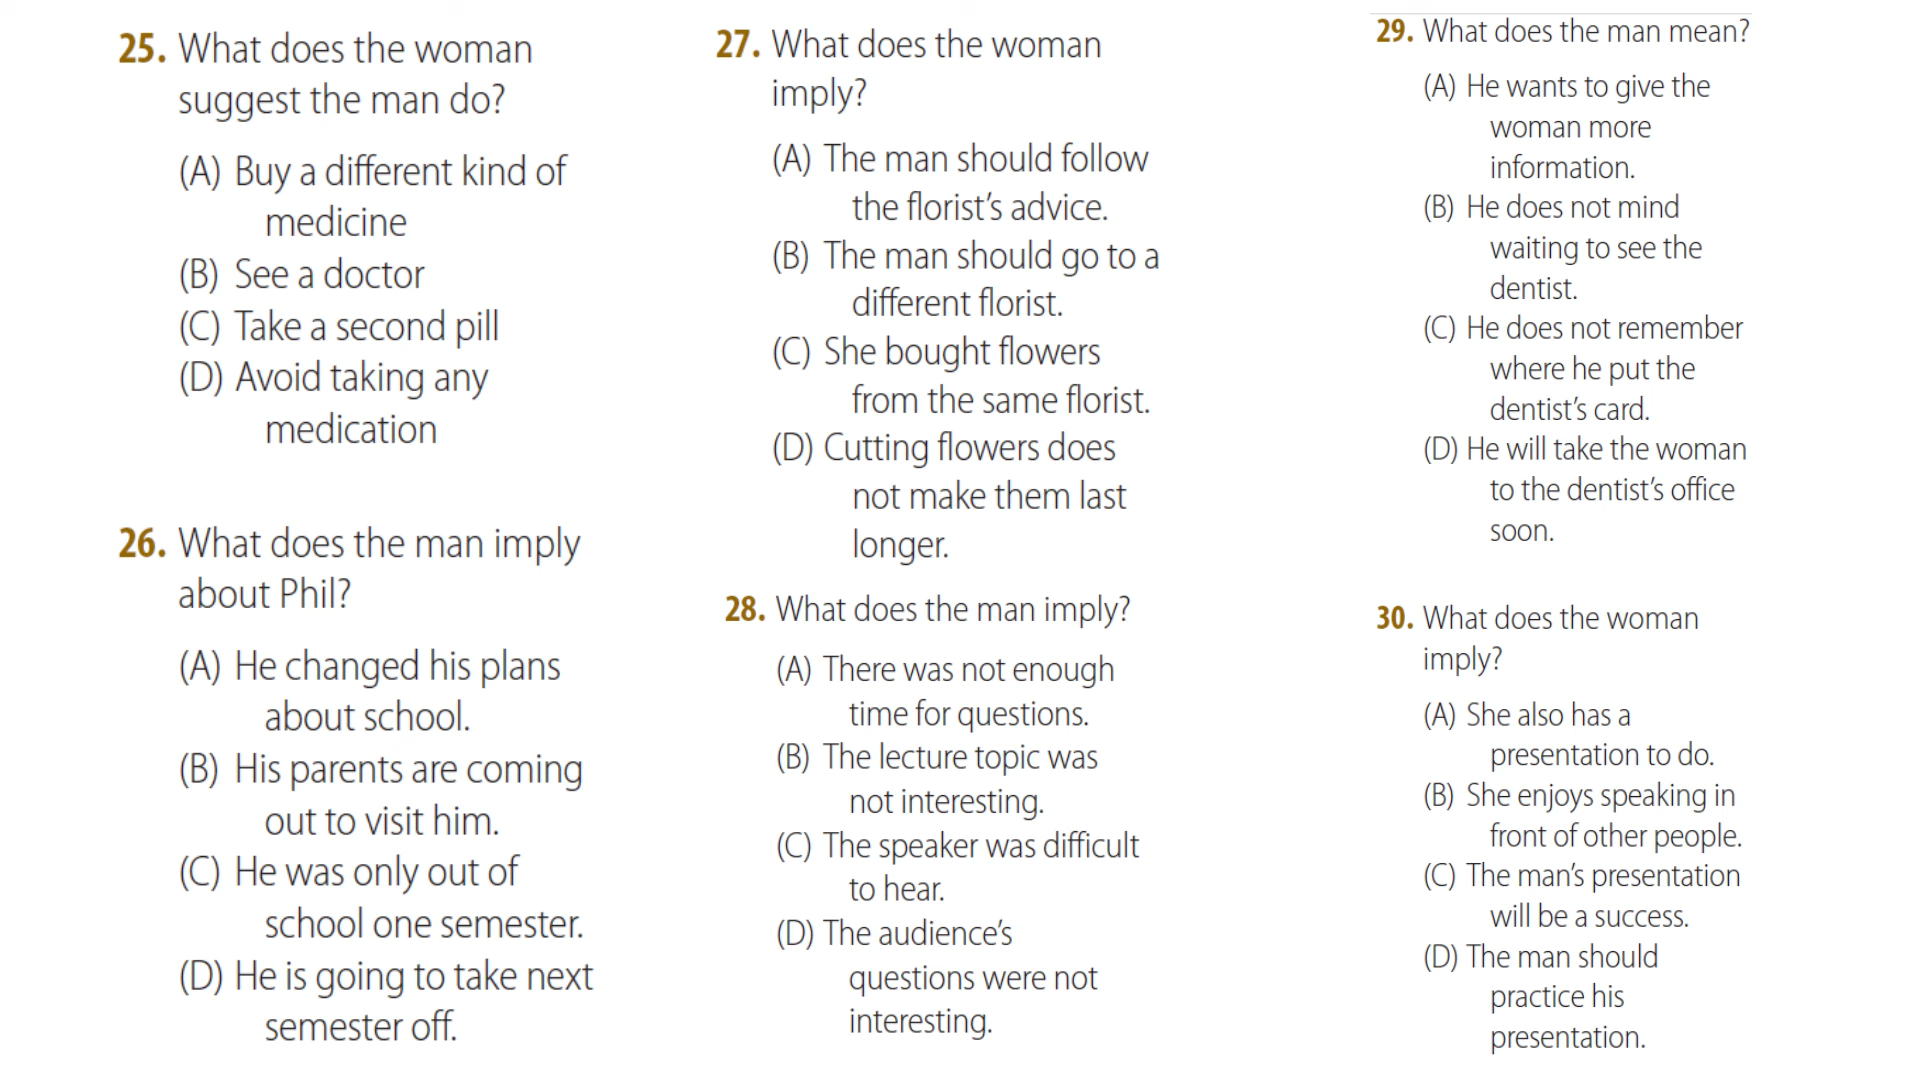 25. What does the woman
suggest the man do?
(A) Buy a different kind of
medicine
(B) See a doctor
(C) Take a second pill
(D) Avoid taking any
medication
26. What does the man imply
about Phil?
(A) He changed his plans
about school.
(B) His parents are coming
out to visit him.
(C) He was only out of
school one semester.
(D) He is going to take next
semester off.
27. What does the woman
imply?
(A) The man should follow
the florist’s advice.
(B) The man should go to a
different florist.
(C) She bought flowers
from the same florist.
(D) Cutting flowers does
not make them last
longer.
28. What does the man imply?
(A) There was not enough
time for questions.
(B) The lecture topic was
not interesting.
(C) The speaker was difficult
to hear.
(D) The audience’s
questions were not
interesting.
29. What does the man mean?
(A) He wants to give the
woman more
information.
(B) He does not mind
waiting to see the
dentist.
(C) He does not remember
where he put the
dentist’s card.
(D) He will take the woman
to the dentist’s office
soon.
30. What does the woman
imply?
(A) She also has a
presentation to do.
(B) She enjoys speaking in
front of other people.
(C) The man’s presentation
will be a success.
(D) The man should
practice his
presentation.